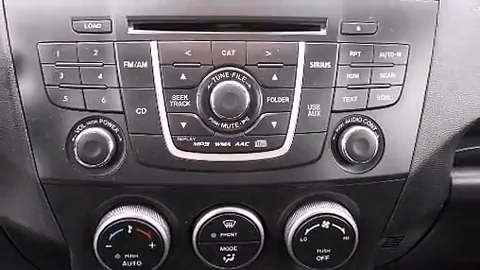 LOAD
1 2
3 4
5 6
FM/AM
CD
< CAT >
SEEK
TRACK
TUNE·FILE
PUSH MUTE
FOLDER
SIRIUS
USB
AUX
RPT AUTO-M
RDM SCAN
TEXT SCRL
VOL PUSH POWER
PUSH AUDIO CONT
REPLAY
MP3 WMA AAC
PUSH
AUTO
FRONT
MODE
LO HI
PUSH
OFF